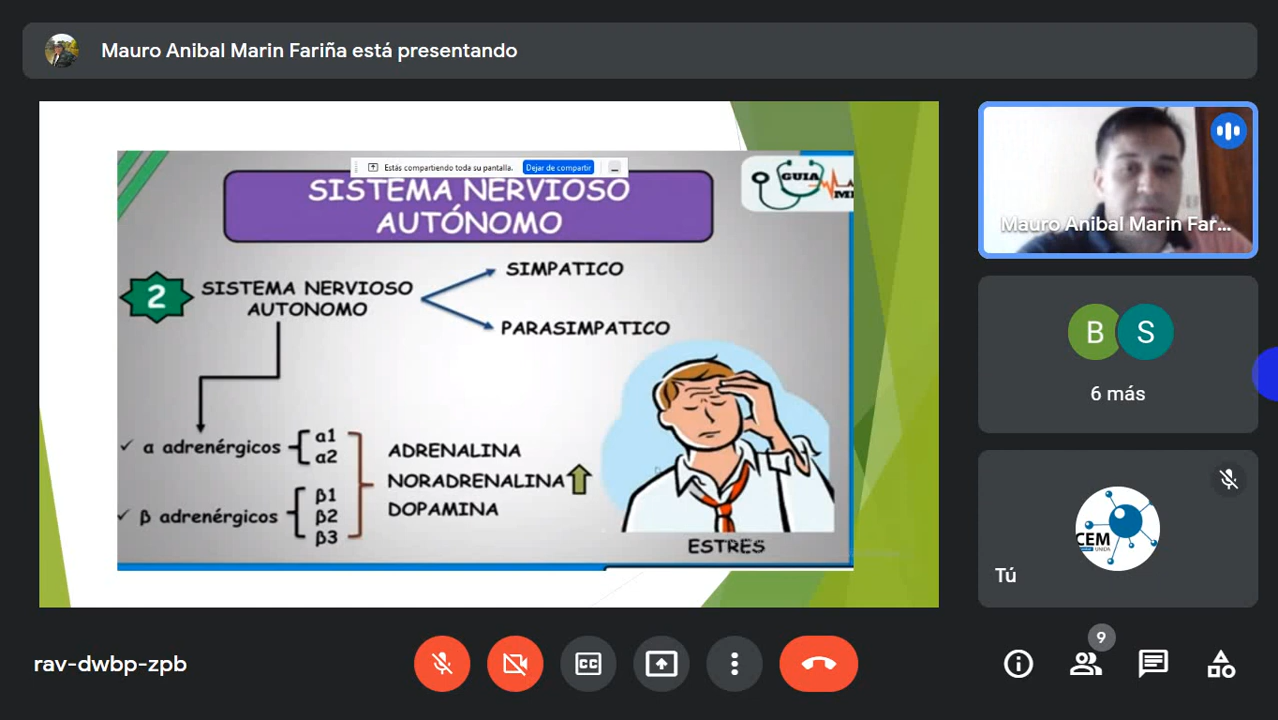 Mauro Anibal Marin Fariña está presentando
Estás compartiendo toda su pantalla. Dejar de compartir
SISTEMA NERVIOSO
AUTÓNOMO
GUIA
2
SISTEMA NERVIOSO
AUTONOMO
SIMPATICO
PARASIMPATICO
✓ α adrenérgicos
α1
α2
✓ β adrenérgicos
β1
β2
β3
ADRENALINA
NORADRENALINA
DOPAMINA
ESTRES
Mauro Anibal Marin Far...
B S
6 más
CEM
Tú
rav-dwbp-zpb
CC
9